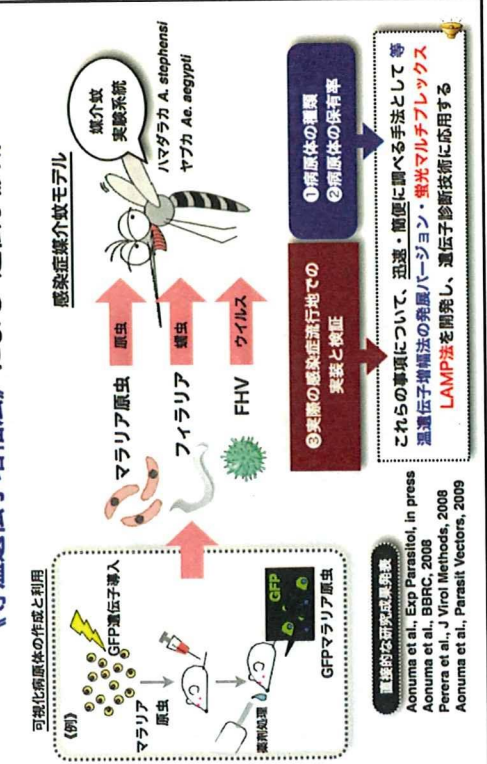 感染症媒介蚊モデル
可視化病原体の作成と利用
《例》
GFP遺伝子導入
マラリア
原虫
薬剤処理
GFP
GFPマラリア原虫
マラリア原虫
フィラリア
FHV
原虫
蠕虫
ウイルス
媒介蚊
実験系統
ハマダラカ A. stephensi
ヤブカ Ae. aegypti
③実際の感染症流行地での
実装と検証
①病原体の種類
②病原体の保有率
これらの事項について、迅速・簡便に調べる手法として 等
温遺伝子増幅法の発展バージョン・蛍光マルチプレックス
LAMP法を開発し、遺伝子診断技術に応用する
直接的な研究成果発表
Aonuma et al., Exp Parasitol, in press
Aonuma et al., BBRC, 2008
Perera et al., J Virol Methods, 2008
Aonuma et al., Parasit Vectors, 2009